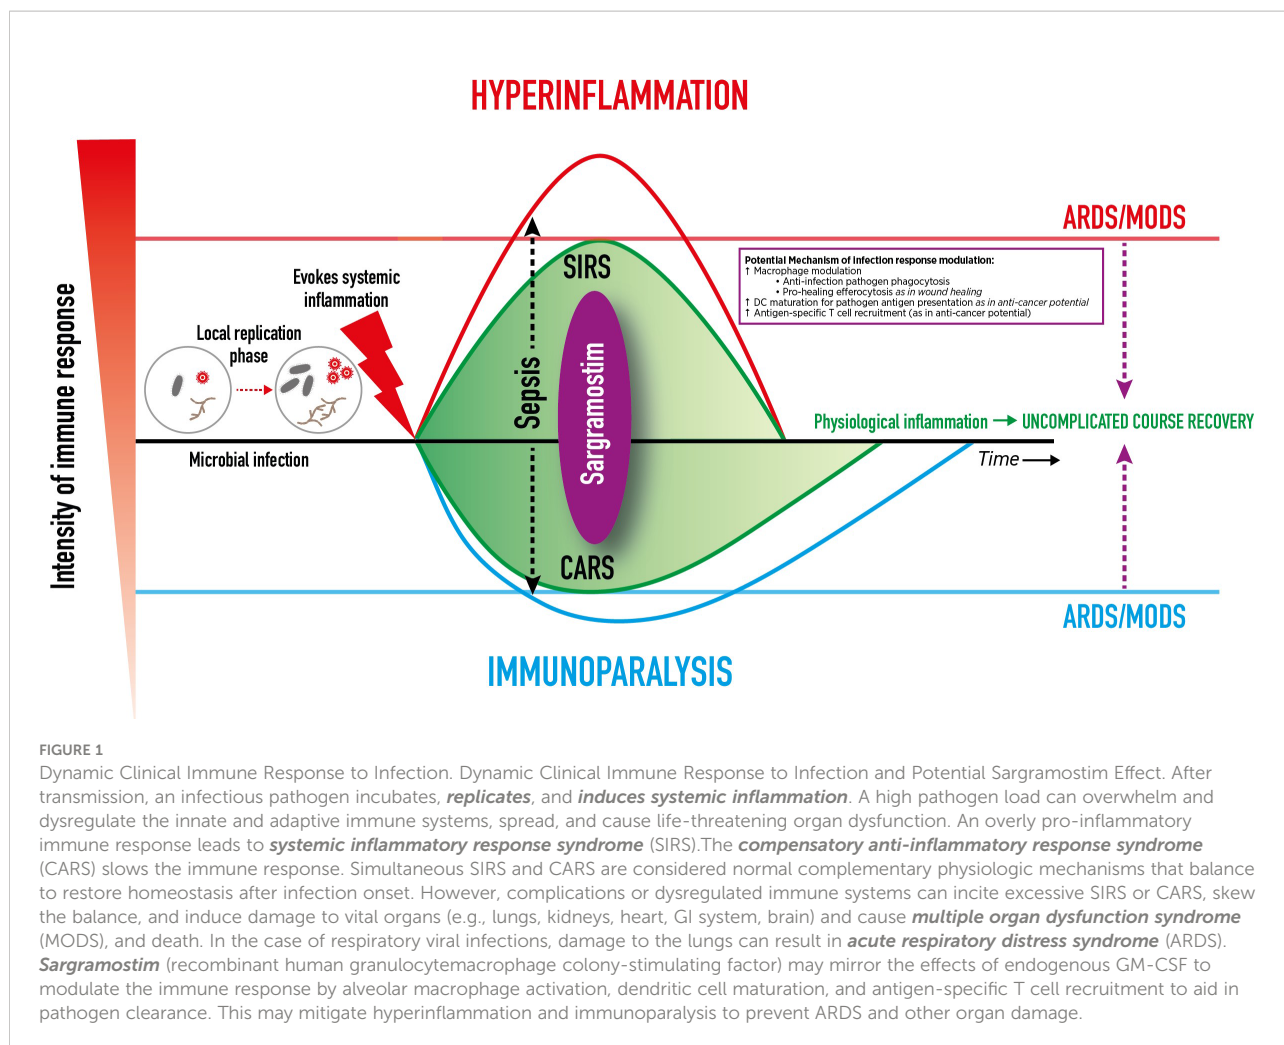 HYPERINFLAMMATION
ARDS/MODS
Intensity of immune response
Evokes systemic
inflammation
Local replication
phase
Microbial infection
SIRS
Sepsis
Sargramostim
CARS
Potential Mechanism of infection response modulation:
↑ Macrophage modulation
• Anti-infection pathogen phagocytosis
• Pro-healing efferocytosis as in wound healing
↑ DC maturation for pathogen antigen presentation as in anti-cancer potential
↑ Antigen-specific T cell recruitment (as in anti-cancer potential)
Physiological inflammation → UNCOMPLICATED COURSE RECOVERY
Time →
ARDS/MODS
IMMUNOPARALYSIS
FIGURE 1
Dynamic Clinical Immune Response to Infection. Dynamic Clinical Immune Response to Infection and Potential Sargramostim Effect. After
transmission, an infectious pathogen incubates, replicates, and induces systemic inflammation. A high pathogen load can overwhelm and
dysregulate the innate and adaptive immune systems, spread, and cause life-threatening organ dysfunction. An overly pro-inflammatory
immune response leads to systemic inflammatory response syndrome (SIRS).The compensatory anti-inflammatory response syndrome
(CARS) slows the immune response. Simultaneous SIRS and CARS are considered normal complementary physiologic mechanisms that balance
to restore homeostasis after infection onset. However, complications or dysregulated immune systems can incite excessive SIRS or CARS, skew
the balance, and induce damage to vital organs (e.g., lungs, kidneys, heart, GI system, brain) and cause multiple organ dysfunction syndrome
(MODS), and death. In the case of respiratory viral infections, damage to the lungs can result in acute respiratory distress syndrome (ARDS).
Sargramostim (recombinant human granulocytemacrophage colony-stimulating factor) may mirror the effects of endogenous GM-CSF to
modulate the immune response by alveolar macrophage activation, dendritic cell maturation, and antigen-specific T cell recruitment to aid in
pathogen clearance. This may mitigate hyperinflammation and immunoparalysis to prevent ARDS and other organ damage.